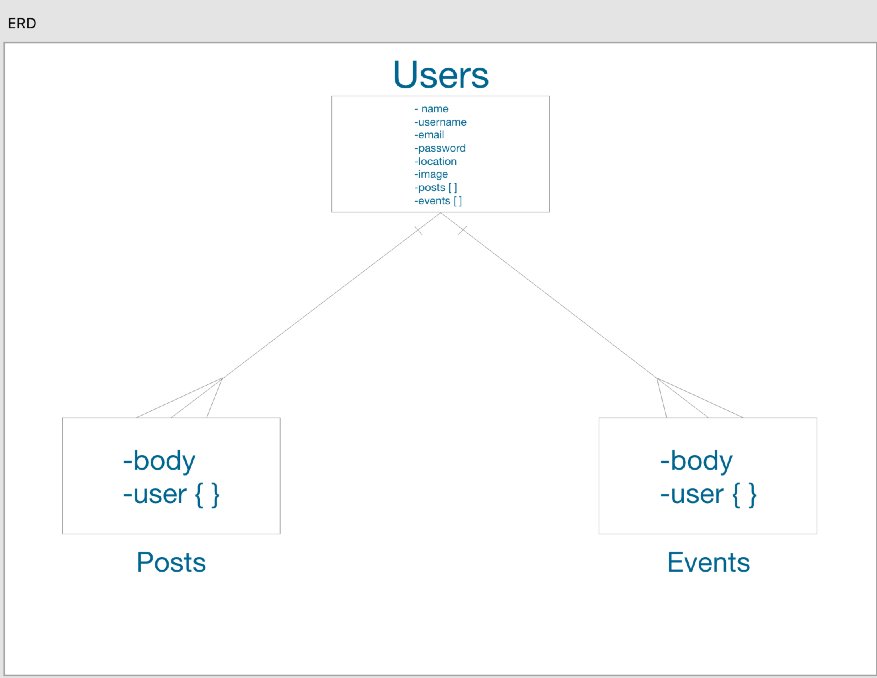 ERD
Users
- name
-username
-email
-password
-location
-image
-posts [ ]
-events [ ]
-body
-user { }
Posts
-body
-user { }
Events